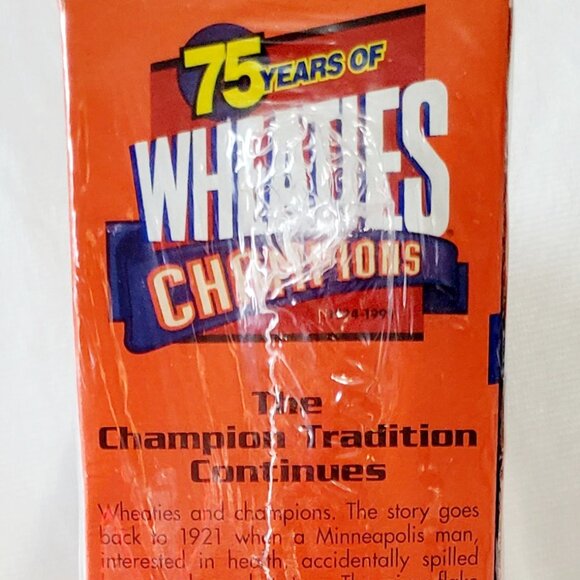 75 YEARS OF
WHEATIES
CHAMPIONS
The
Champion Tradition
Continues
Wheaties and champions. The story goes
back to 1921 when a Minneapolis man,
interested in health, accidentally spilled